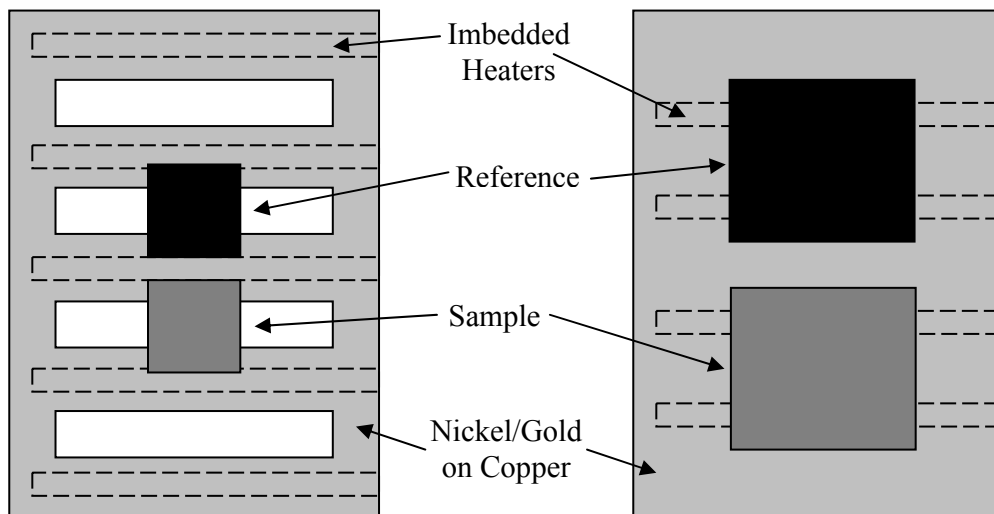 Imbedded
Heaters
Reference
Sample
Nickel/Gold
on Copper